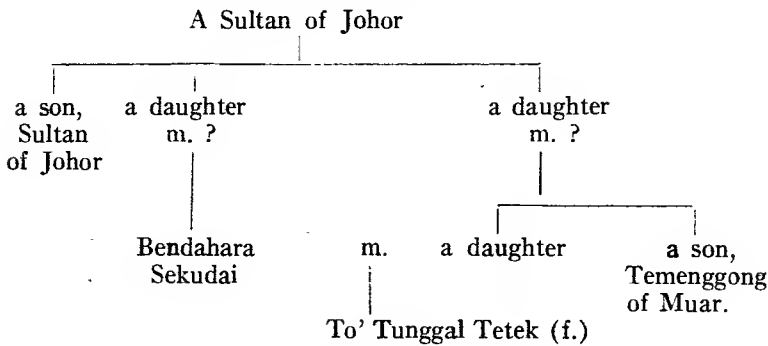 A Sultan of Johor
a son, a daughter a daughter
Sultan m. ? m. ?
of Johor
Bendahara m. a daughter a son,
Sekudai Temenggong
of Muar.
To' Tunggal Tetek (f.)